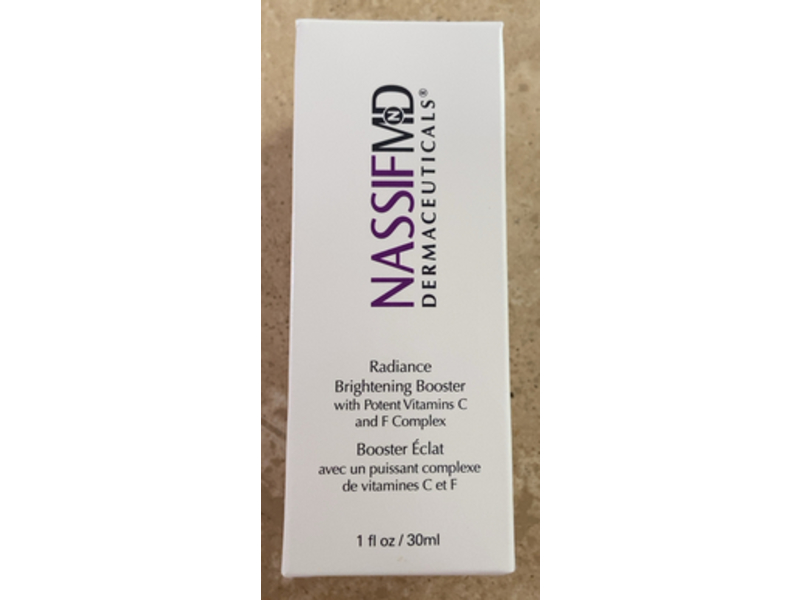 NASSIFMD
N
DERMACEUTICALS®
Radiance
Brightening Booster
with Potent Vitamins C
and F Complex
Booster Éclat
avec un puissant complexe
de vitamines C et F
1 fl oz / 30ml